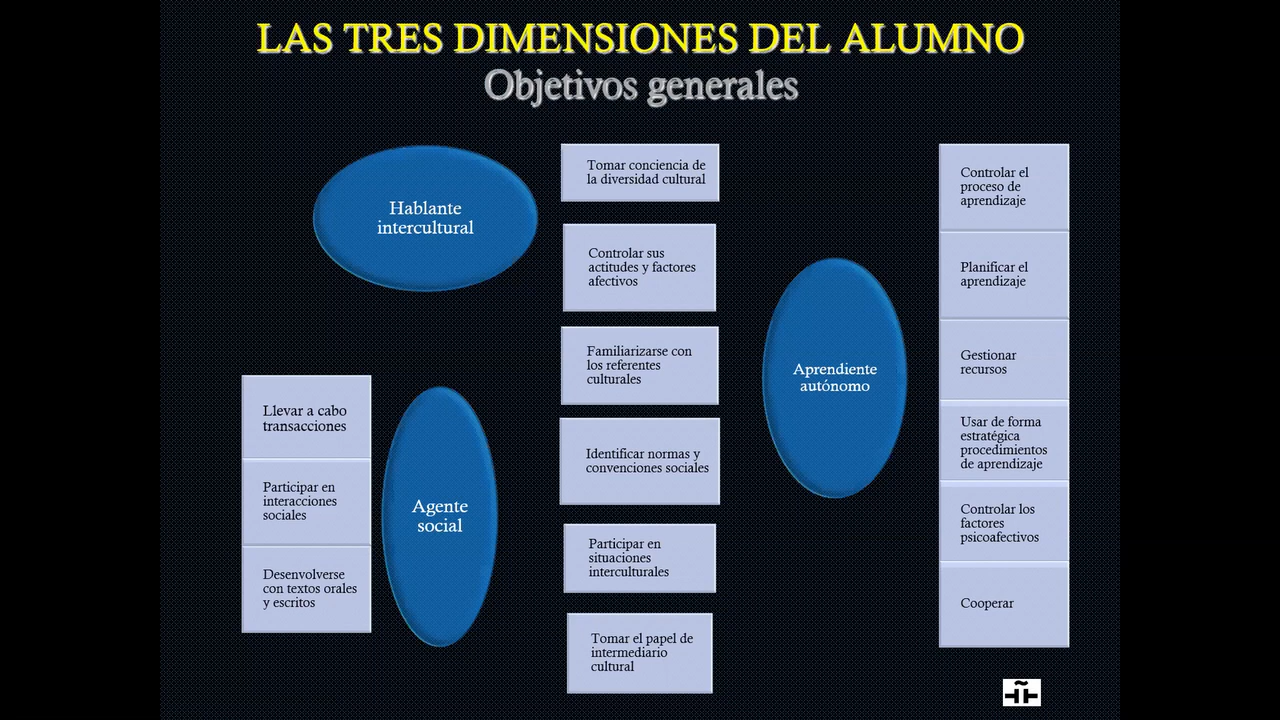 LAS TRES DIMENSIONES DEL ALUMNO
Objetivos generales
Hablante
intercultural
Tomar conciencia de
la diversidad cultural
Controlar sus
actitudes y factores
afectivos
Familiarizarse con
los referentes
culturales
Identificar normas y
convenciones sociales
Participar en
situaciones
interculturales
Tomar el papel de
intermediario
cultural
Llevar a cabo
transacciones
Participar en
interacciones
sociales
Desenvolverse
con textos orales
y escritos
Agente
social
Aprendiente
autónomo
Controlar el
proceso de
aprendizaje
Planificar el
aprendizaje
Gestionar
recursos
Usar de forma
estratégica
procedimientos
de aprendizaje
Controlar los
factores
psicoafectivos
Cooperar